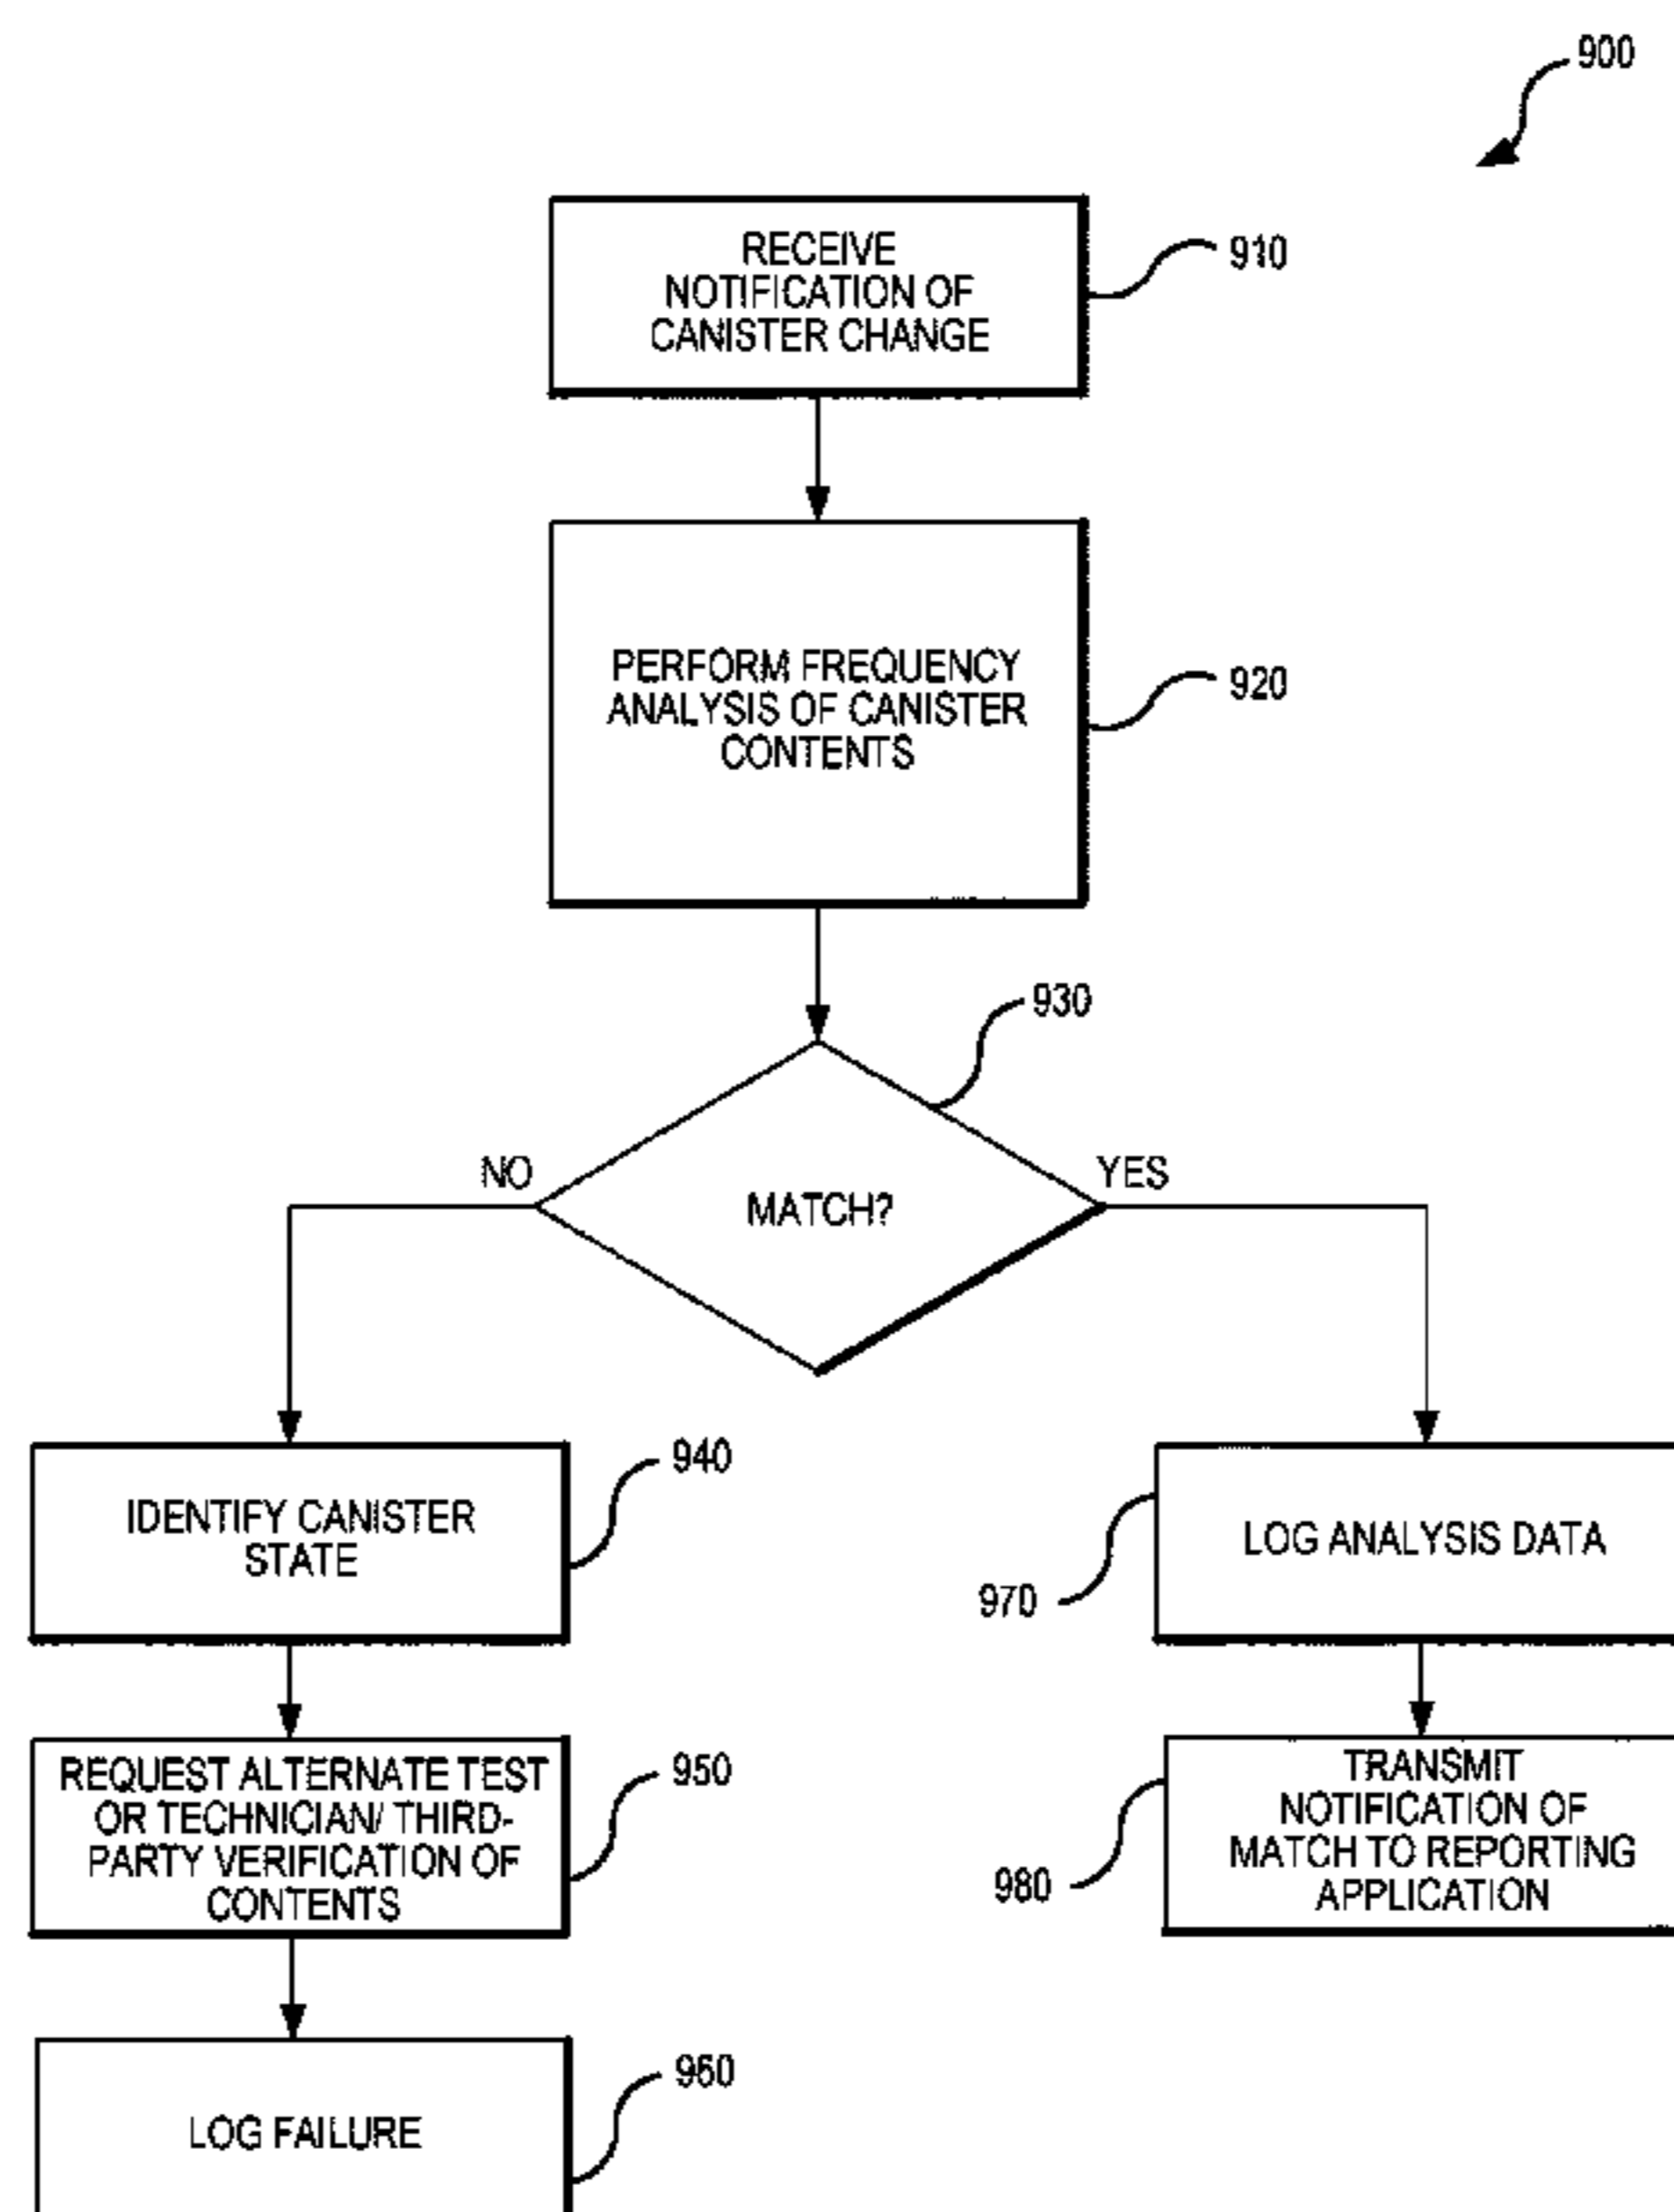 900
RECEIVE
NOTIFICATION OF
CANISTER CHANGE
910
PERFORM FREQUENCY
ANALYSIS OF CANISTER
CONTENTS
920
930
NO
YES
MATCH?
940
IDENTIFY CANISTER
STATE
LOG ANALYSIS DATA
970
REQUEST ALTERNATE TEST
OR TECHNICIAN/ THIRD-
PARTY VERIFICATION OF
CONTENTS
950
TRANSMIT
NOTIFICATION OF
MATCH TO REPORTING
APPLICATION
980
960
LOG FAILURE